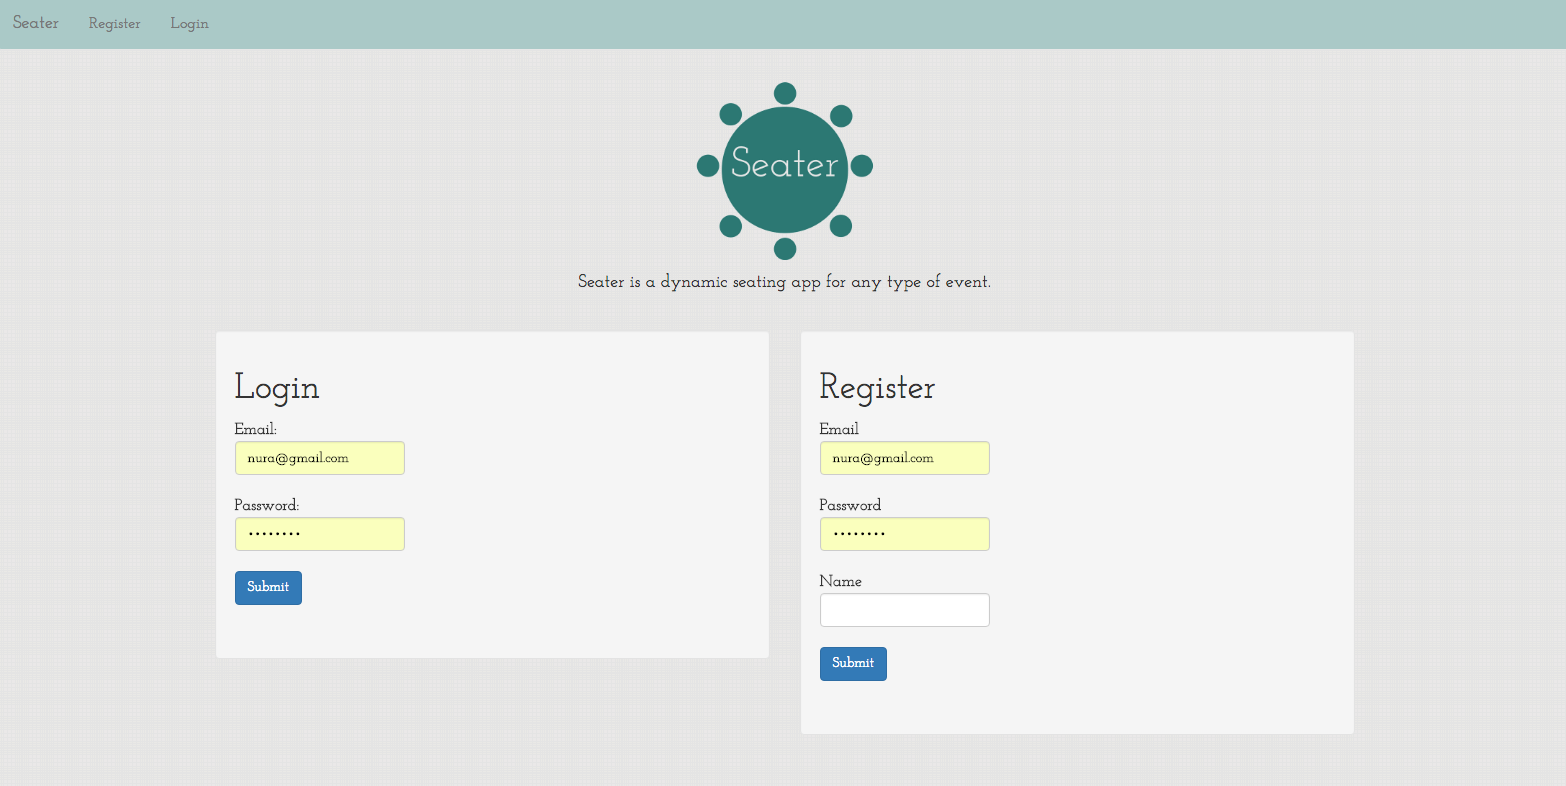 Seater Register Login
Seater
Seater is a dynamic seating app for any type of event.
Login
Email:
nura@gmail.com
Password:
••••••••
Submit
Register
Email
nura@gmail.com
Password
••••••••
Name
Submit